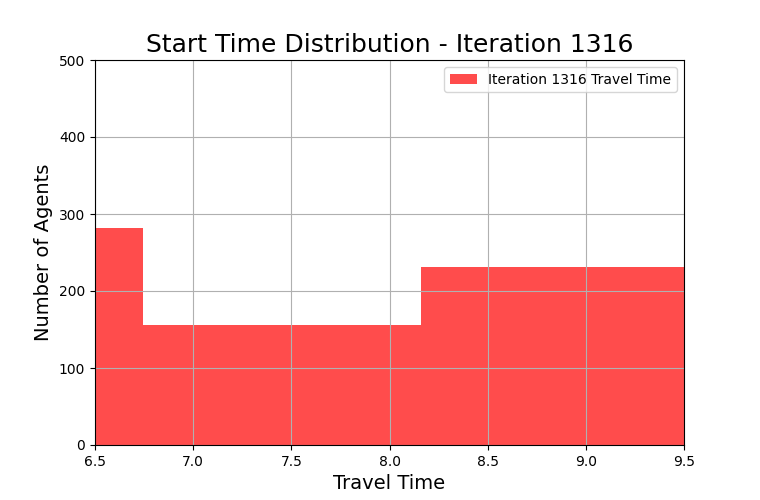 Start Time Distribution - Iteration 1316
500
400
300
200
100
0
Number of Agents
Iteration 1316 Travel Time
6.5 7.0 7.5 8.0 8.5 9.0 9.5
Travel Time